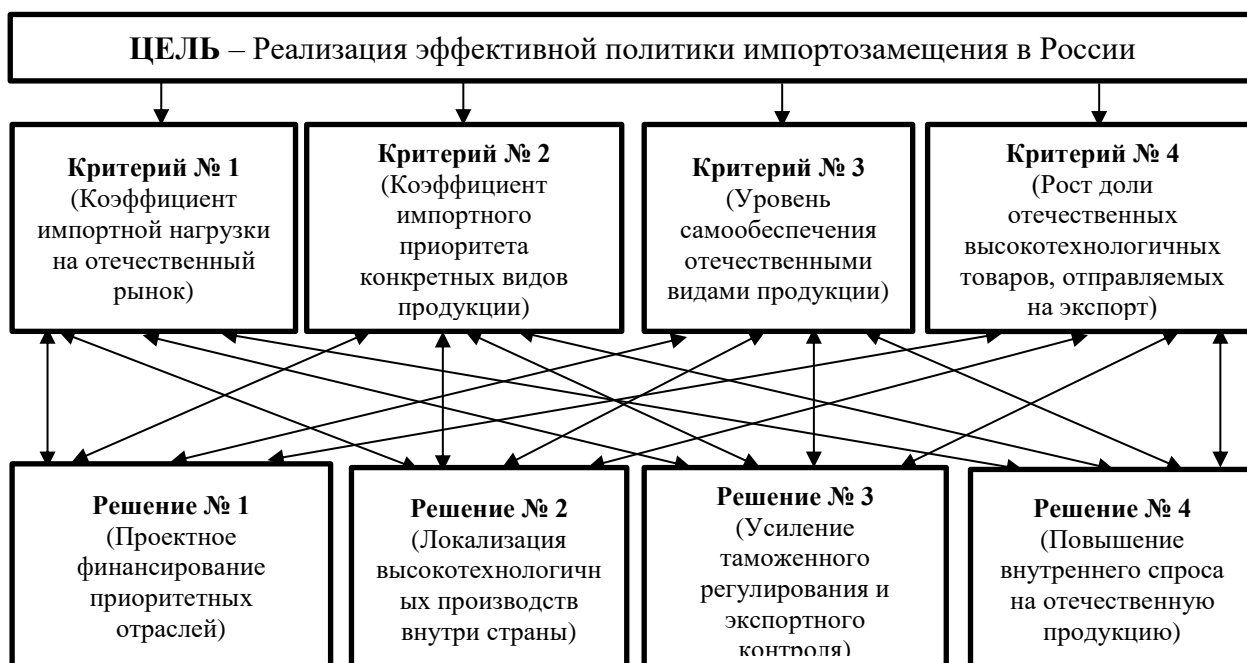 ЦЕЛЬ – Реализация эффективной политики импортозамещения в России
Критерий № 1
(Коэффициент
импортной нагрузки
на отечественный
рынок)
Критерий № 2
(Коэффициент
импортного
приоритета
конкретных видов
продукции)
Критерий № 3
(Уровень
самообеспечения
отечественными
видами продукции)
Критерий № 4
(Рост доли
отечественных
высокотехнологичных
товаров, отправляемых
на экспорт)
Решение № 1
(Проектное
финансирование
приоритетных
отраслей)
Решение № 2
(Локализация
высокотехнологичн
ых производств
внутри страны)
Решение № 3
(Усиление
таможенного
регулирования и
экспортного
контроля)
Решение № 4
(Повышение
внутреннего спроса
на отечественную
продукцию)